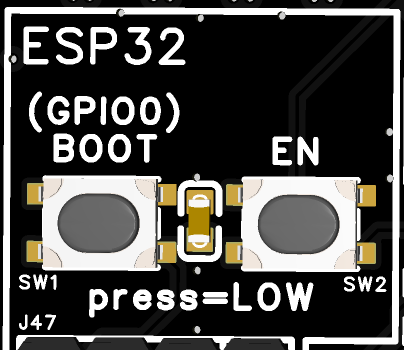 ESP32
(GPIO0)
BOOT
EN
SW1
SW2
press=LOW
J47